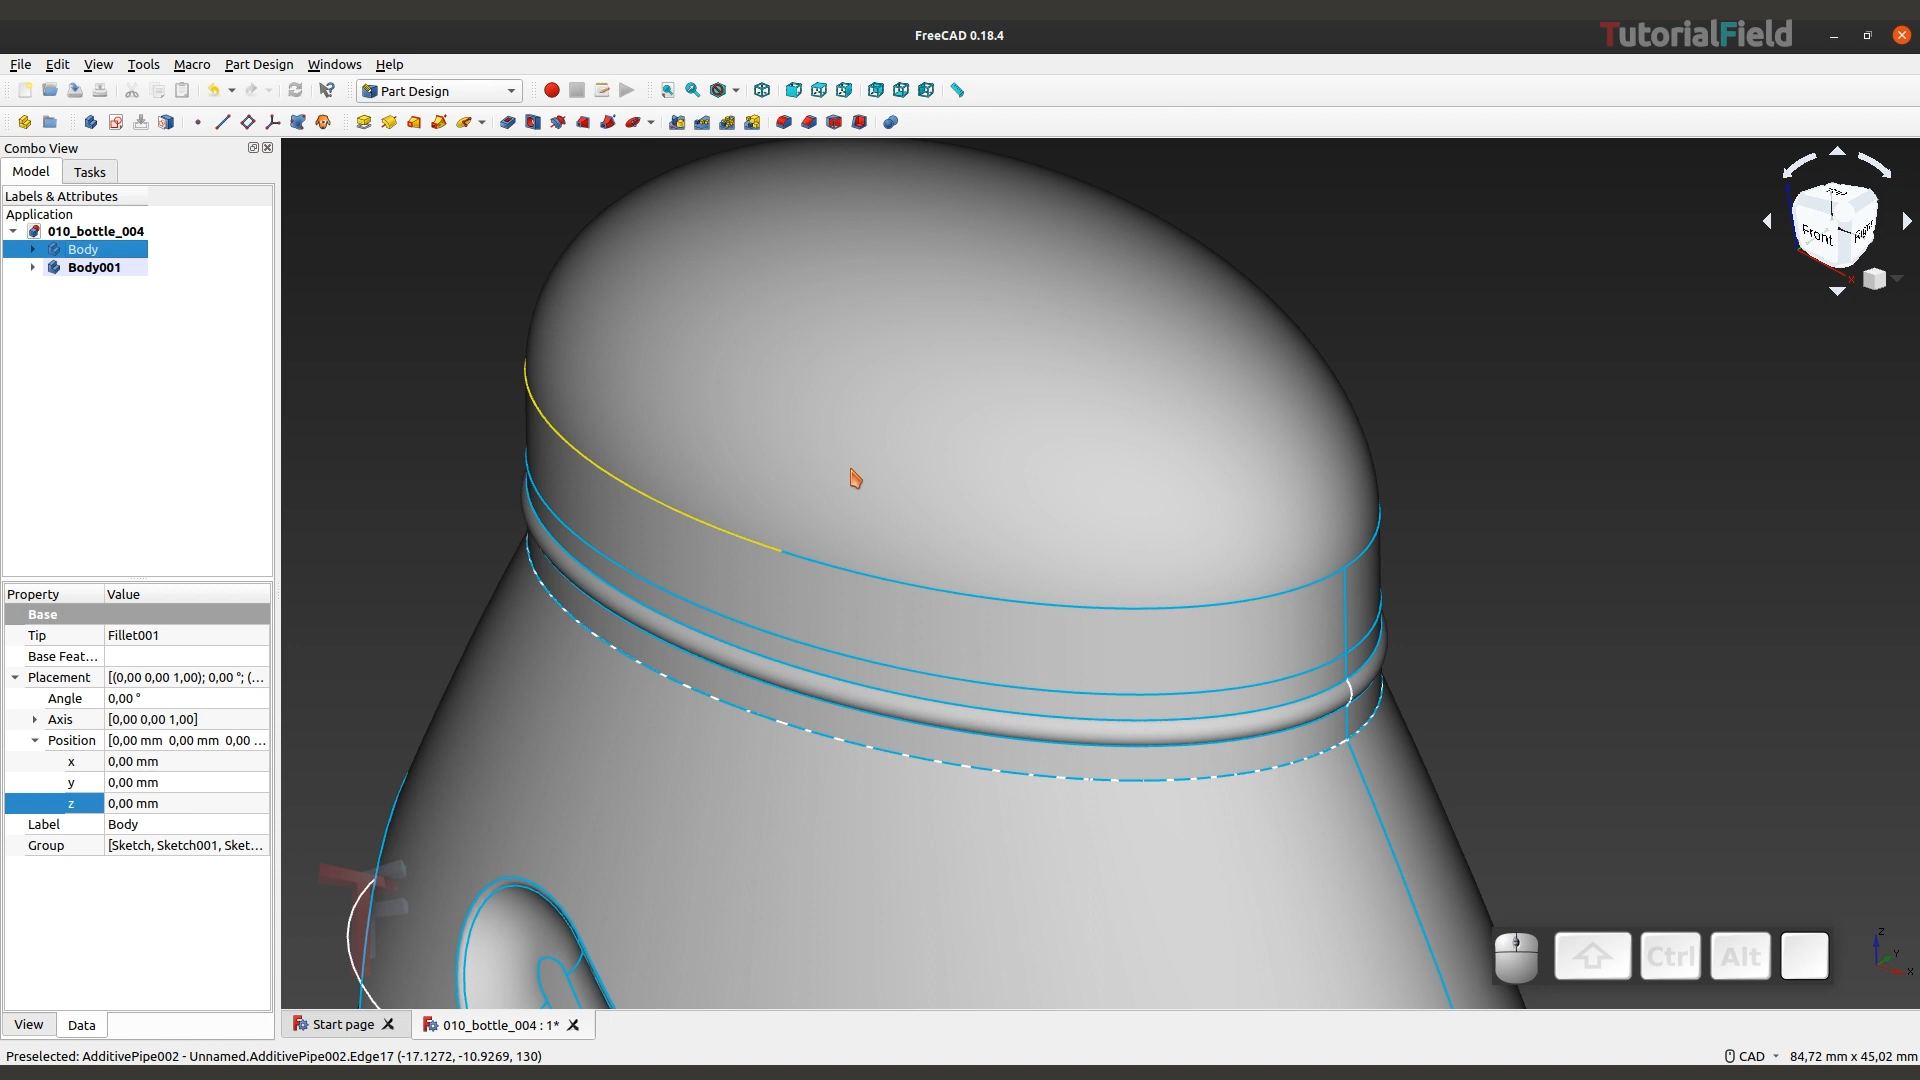 FreeCAD 0.18.4
TutorialField
File Edit View Tools Macro Part Design Windows Help
Part Design
Combo View
Model Tasks
Labels & Attributes
Application
010_bottle_004
Body
Body001
Front
Property Value
Base
Tip Fillet001
Base Feat...
Placement [(0,00 0,00 1,00); 0,00 °; (...
Angle 0,00 °
Axis [0,00 0,00 1,00]
Position [0,00 mm 0,00 mm 0,00 ...
x 0,00 mm
y 0,00 mm
z 0,00 mm
Label Body
Group [Sketch, Sketch001, Sket...
Ctrl Alt
Z
Y
X
View Data
Start page
010_bottle_004 : 1*
Preselected: AdditivePipe002 - Unnamed.AdditivePipe002.Edge17 (-17.1272, -10.9269, 130)
CAD 84,72 mm x 45,02 mm